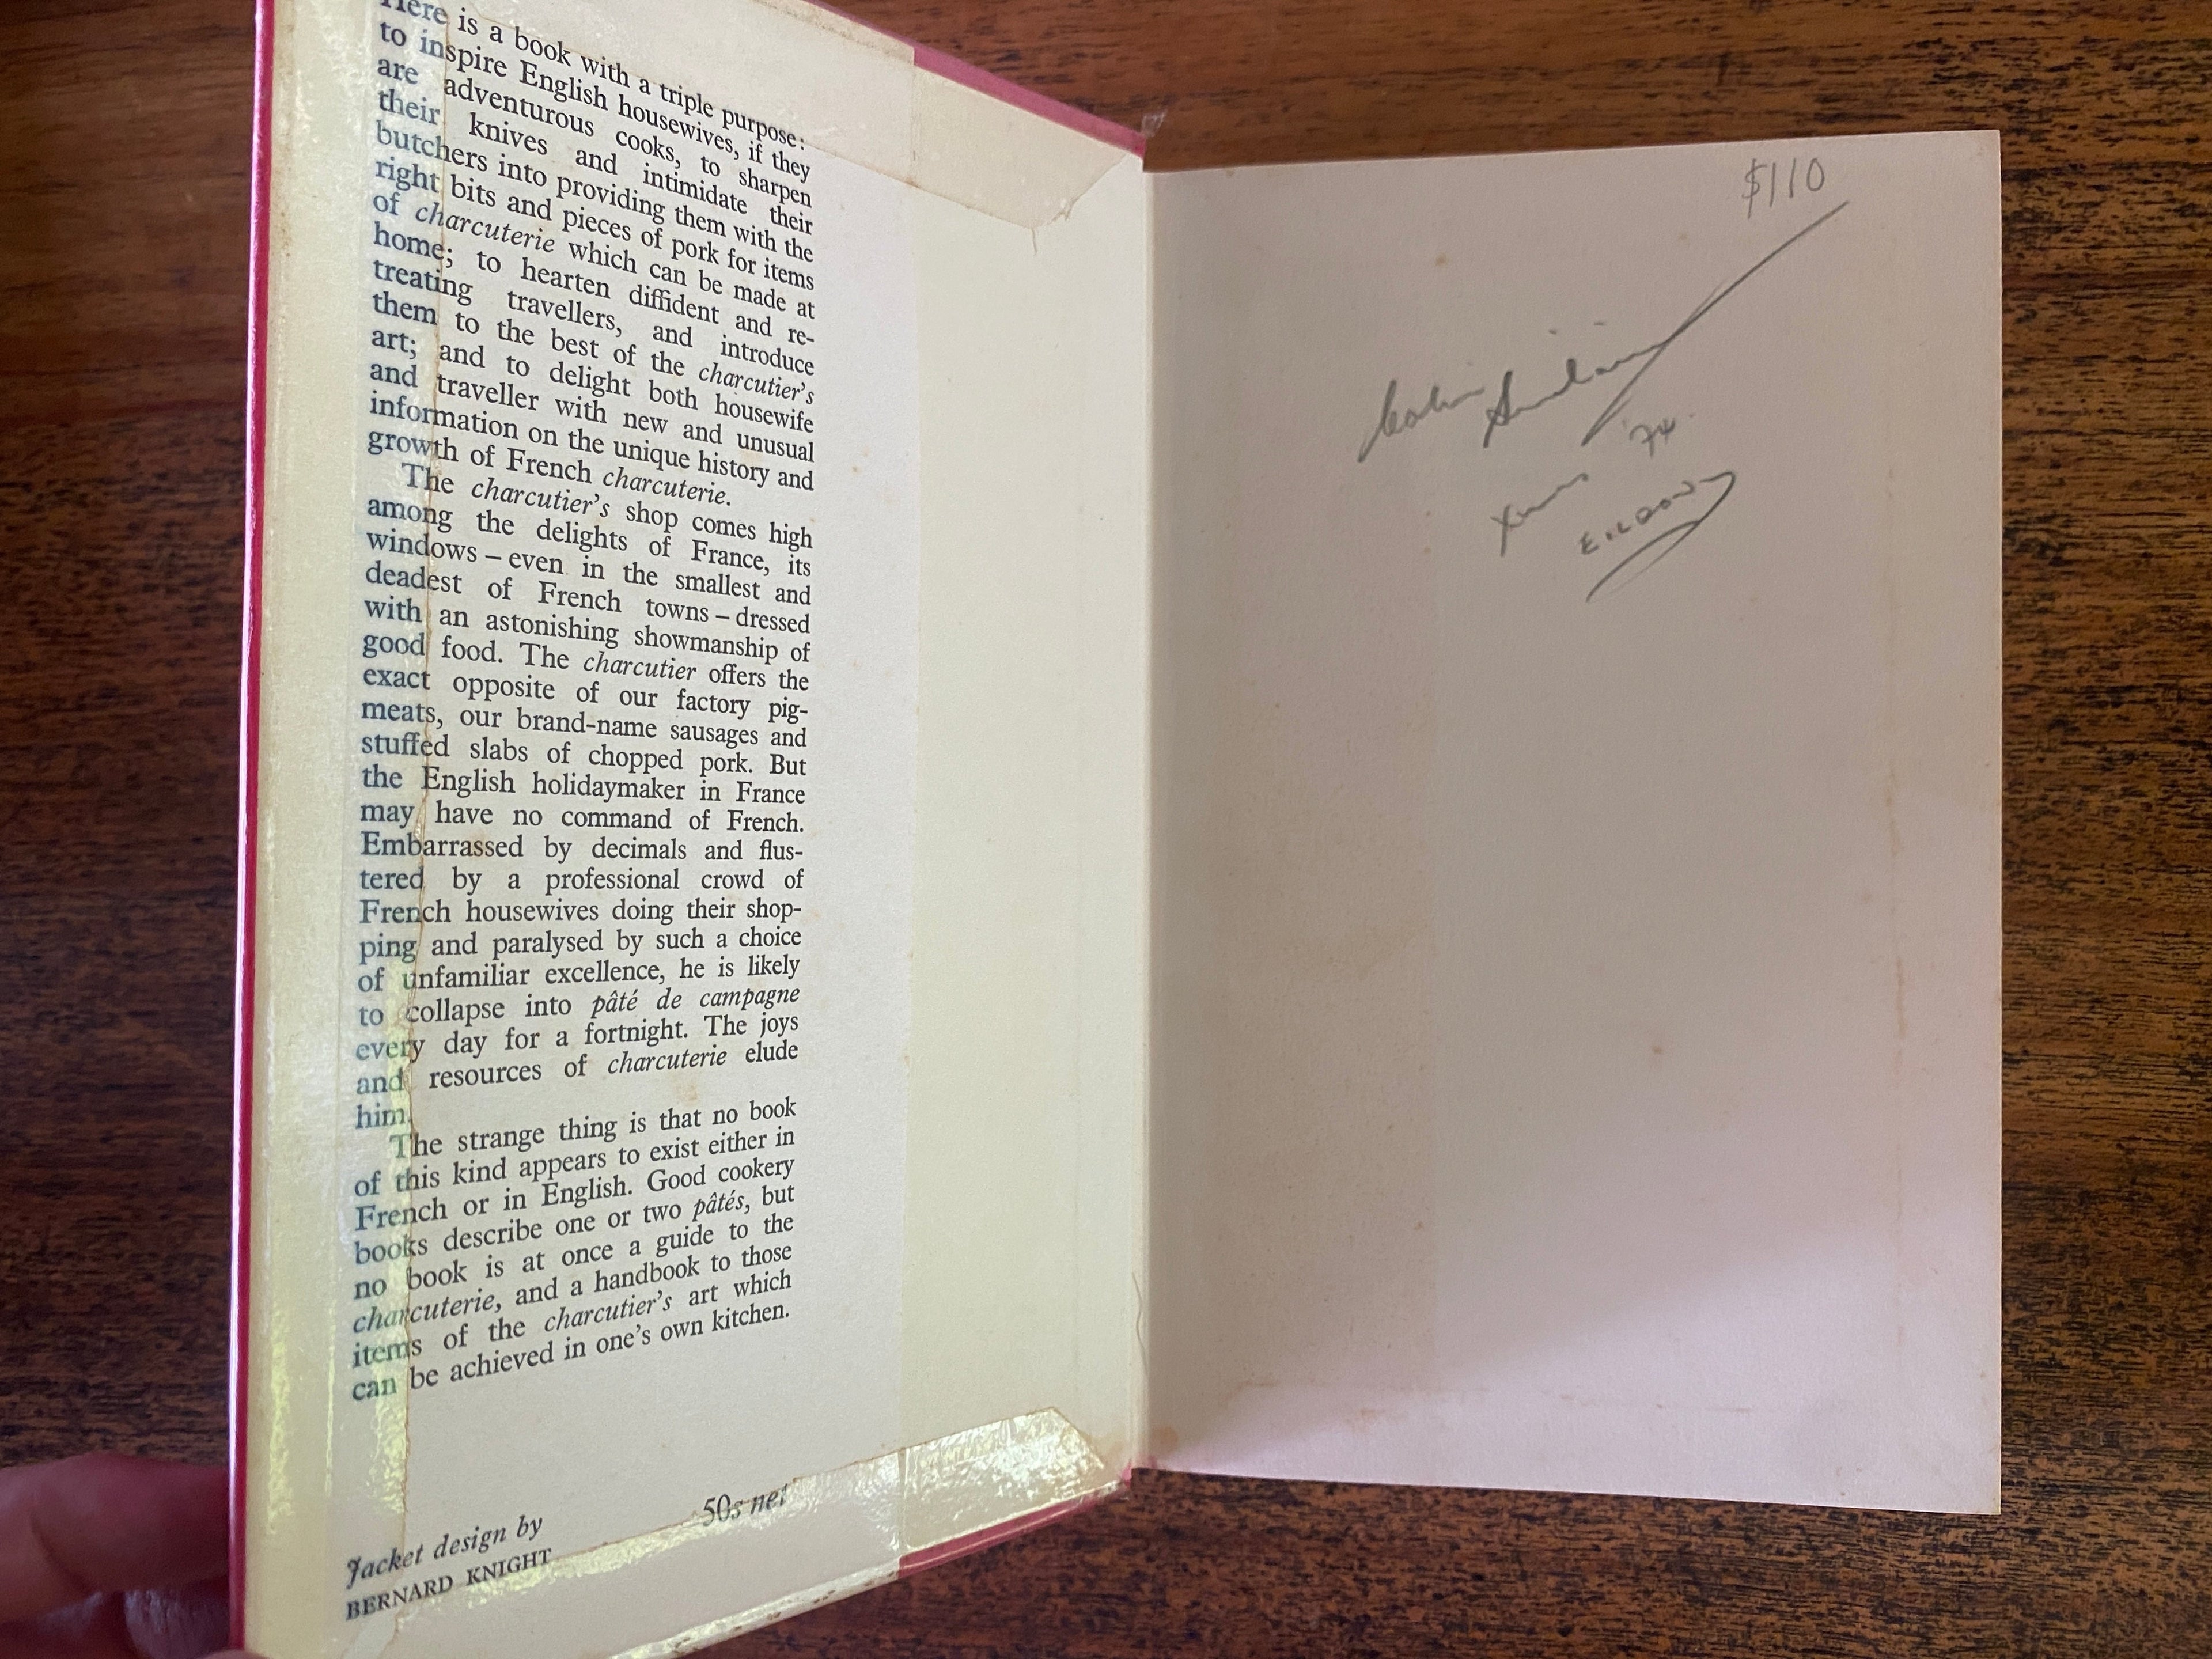 Here is a book with a triple purpose:
to inspire English housewives, if they
are adventurous cooks, to sharpen
their knives and intimidate their
butchers into providing them with the
right bits and pieces of pork for items
of charcuterie which can be made at
home; to hearten diffident and re-
treating travellers, and introduce
them to the best of the charcutier's
art; and to delight both housewife
and traveller with new and unusual
information on the unique history and
growth of French charcuterie.
The charcutier's shop comes high
among the delights of France, its
windows – even in the smallest and
deadest of French towns – dressed
with an astonishing showmanship of
good food. The charcutier offers the
exact opposite of our factory pig-
meats, our brand-name sausages and
stuffed slabs of chopped pork. But
the English holidaymaker in France
may have no command of French.
Embarrassed by decimals and flus-
tered by a professional crowd of
French housewives doing their shop-
ping and paralysed by such a choice
of unfamiliar excellence, he is likely
to collapse into pâté de campagne
every day for a fortnight. The joys
and resources of charcuterie elude
him.
The strange thing is that no book
of this kind appears to exist either in
French or in English. Good cookery
books describe one or two pâtés, but
no book is at once a guide to the
charcuterie, and a handbook to those
items of the charcutier's art which
can be achieved in one's own kitchen.
Jacket design by
BERNARD KNIGHT
50s net
$110
Colin Sinclair
Xmas '74.
EILDON